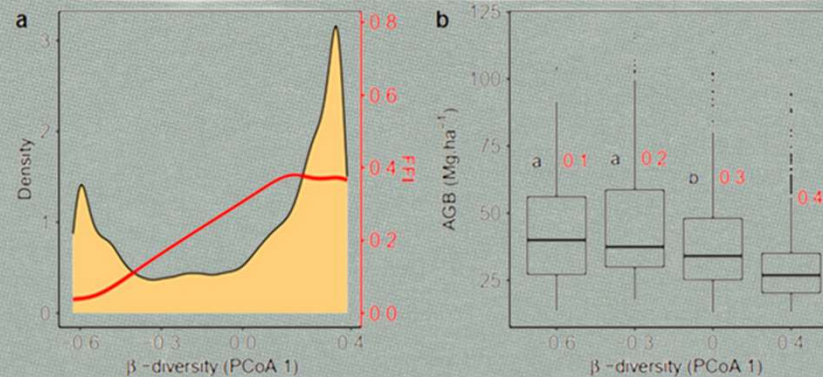 a
3
2
1
0
Density
0.8
0.6
0.4
0.2
0.0
FFI
0 6
0 3
0 0
0 4
β -diversity (PCoA 1)
b
125
100
75
50
25
AGB (Mg.ha⁻¹)
a
0 1
a
0 2
b
0 3
0 4
0 6
0 3
0
0 4
β -diversity (PCoA 1)